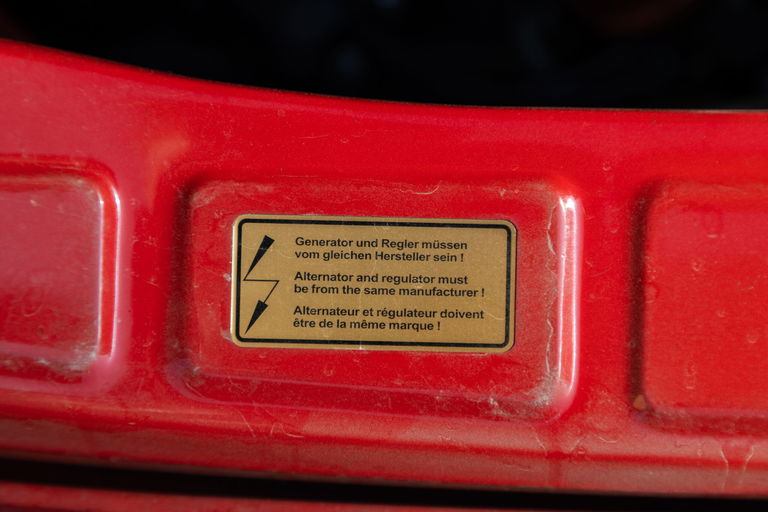 Generator und Regler müssen
vom gleichen Hersteller sein !
Alternator and regulator must
be from the same manufacturer !
Alternateur et régulateur doivent
être de la même marque !